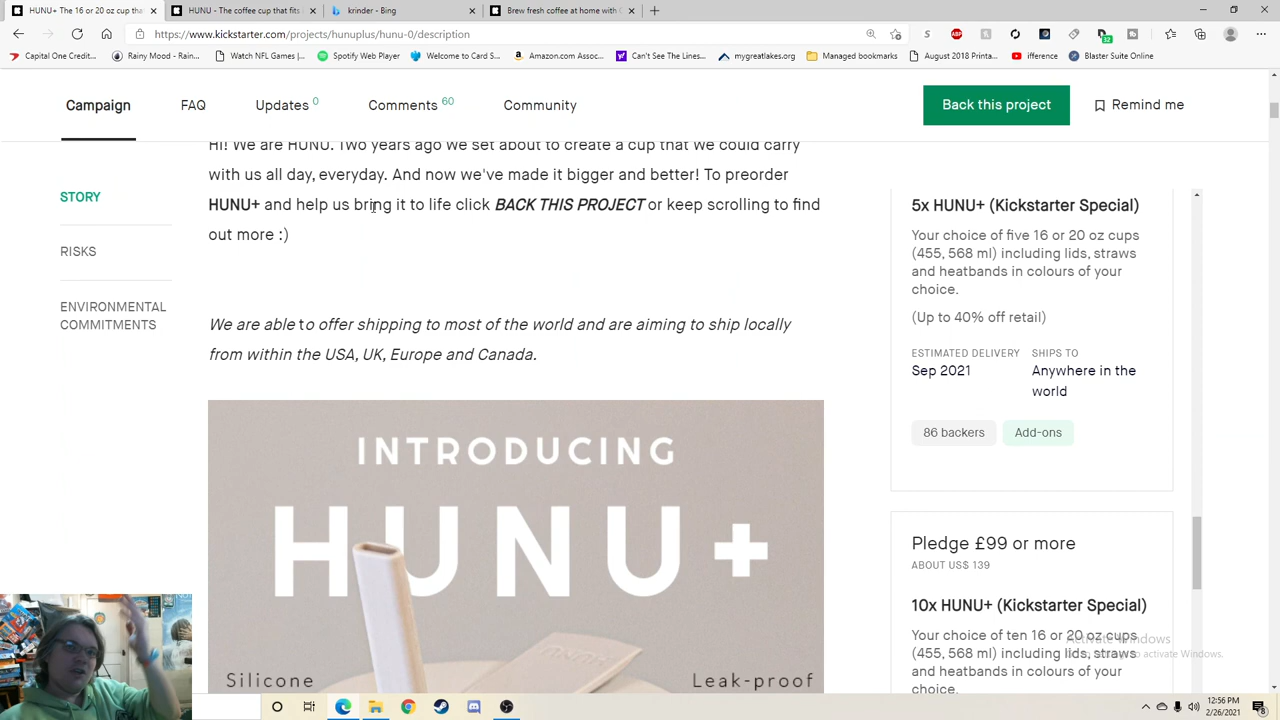 HUNU+ The 16 or 20 oz cup tha
HUNU - The coffee cup that fits
krinder - Bing
Brew fresh coffee at home with C
https://www.kickstarter.com/projects/hunuplus/hunu-0/description
Capital One Credit...
Rainy Mood - Rain...
Watch NFL Games |...
Spotify Web Player
Welcome to Card S...
Amazon.com Assoc...
Can't See The Lines...
mygreatlakes.org
Managed bookmarks
August 2018 Printa...
ifference
Blaster Suite Online
Campaign
FAQ
Updates 0
Comments 60
Community
Back this project
Remind me
STORY
RISKS
ENVIRONMENTAL
COMMITMENTS
Hi! We are HUNU. Two years ago we set about to create a cup that we could carry
with us all day, everyday. And now we've made it bigger and better! To preorder
HUNU+ and help us bring it to life click BACK THIS PROJECT or keep scrolling to find
out more :)
We are able to offer shipping to most of the world and are aiming to ship locally
from within the USA, UK, Europe and Canada.
INTRODUCING
HUNU+
Silicone
Leak-proof
5x HUNU+ (Kickstarter Special)
Your choice of five 16 or 20 oz cups
(455, 568 ml) including lids, straws
and heatbands in colours of your
choice.
(Up to 40% off retail)
ESTIMATED DELIVERY
Sep 2021
SHIPS TO
Anywhere in the
world
86 backers
Add-ons
Pledge £99 or more
ABOUT US$ 139
10x HUNU+ (Kickstarter Special)
Your choice of ten 16 or 20 oz cups
(455, 568 ml) including lids, straws
and heatbands in colours of your
choice.
Activate Windows
to activate Windows.
12:56 PM
2/26/2021